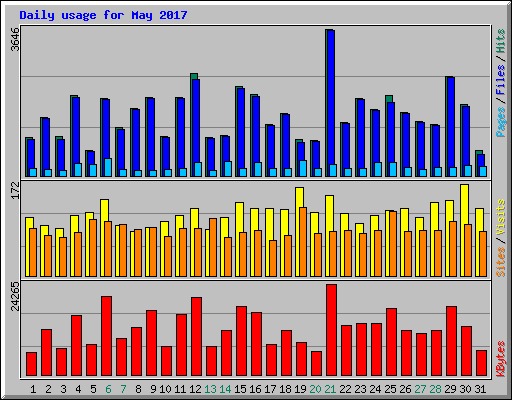 Daily usage for May 2017
3646
172
24265
Pages/Files/Hits
Sites/Visits
KBytes
1 2 3 4 5 6 7 8 9 10 11 12 13 14 15 16 17 18 19 20 21 22 23 24 25 26 27 28 29 30 31